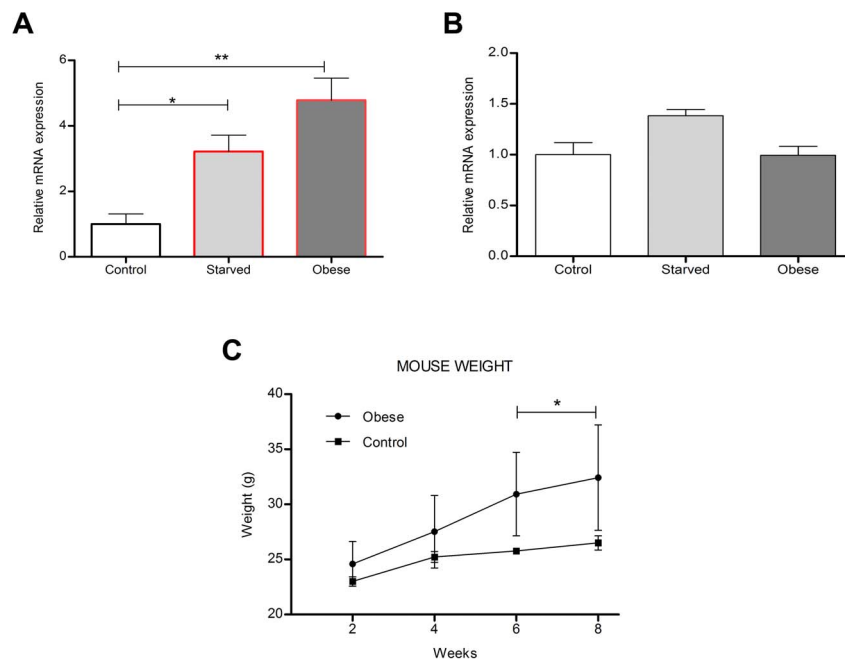 A
Relative mRNA expression
6
4
2
0
**
*
Control Starved Obese
B
Relative mRNA expression
2.0
1.5
1.0
0.5
0.0
Cotrol Starved Obese
C
MOUSE WEIGHT
Weight (g)
40
35
30
25
20
Obese
Control
*
2 4 6 8
Weeks